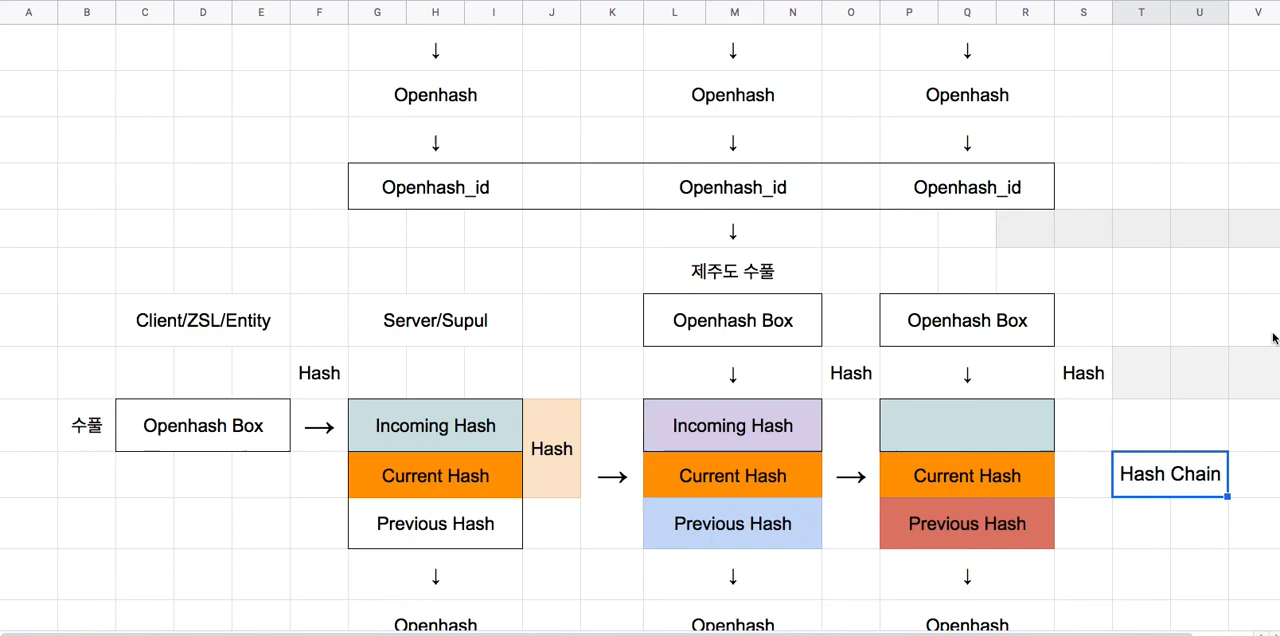 A B C D E F G H I J K L M N O P Q R S T U V
↓ ↓ ↓
Openhash Openhash Openhash
↓ ↓ ↓
Openhash_id Openhash_id Openhash_id
↓
제주도 수풀
Client/ZSL/Entity Server/Supul Openhash Box Openhash Box
Hash ↓ Hash ↓ Hash
수풀 Openhash Box → Incoming Hash Incoming Hash
Hash
Current Hash → Current Hash → Current Hash Hash Chain
Previous Hash Previous Hash Previous Hash
↓ ↓ ↓
Openhash Openhash Openhash